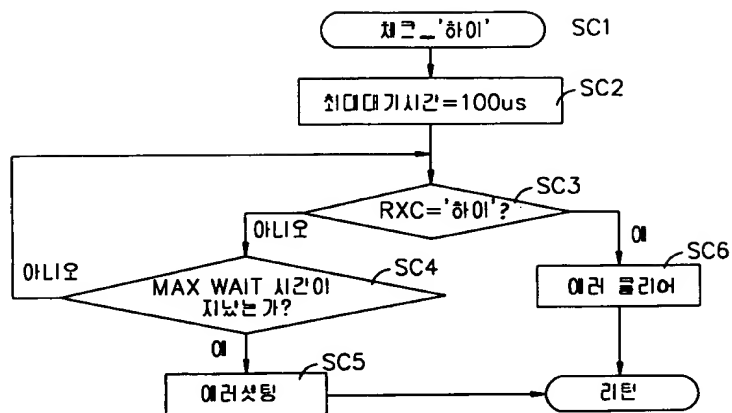 체크_'하이'
SC1
최대대기시간=100us
SC2
RXC='하이'?
SC3
아니오
예
아니오
MAX WAIT 시간이
지났는가?
SC4
에러 클리어
SC6
예
에러셋팅
SC5
리턴